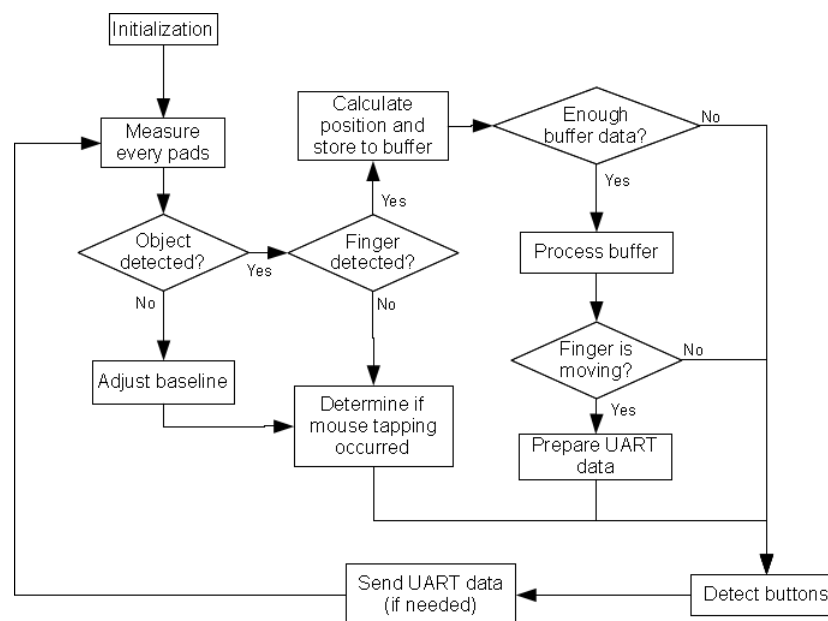 Initialization
Measure
every pads
Object
detected?
Yes
No
Adjust baseline
Finger
detected?
Yes
No
Calculate
position and
store to buffer
Enough
buffer data?
No
Yes
Process buffer
Finger is
moving?
No
Yes
Prepare UART
data
Determine if
mouse tapping
occurred
Detect buttons
Send UART data
(if needed)